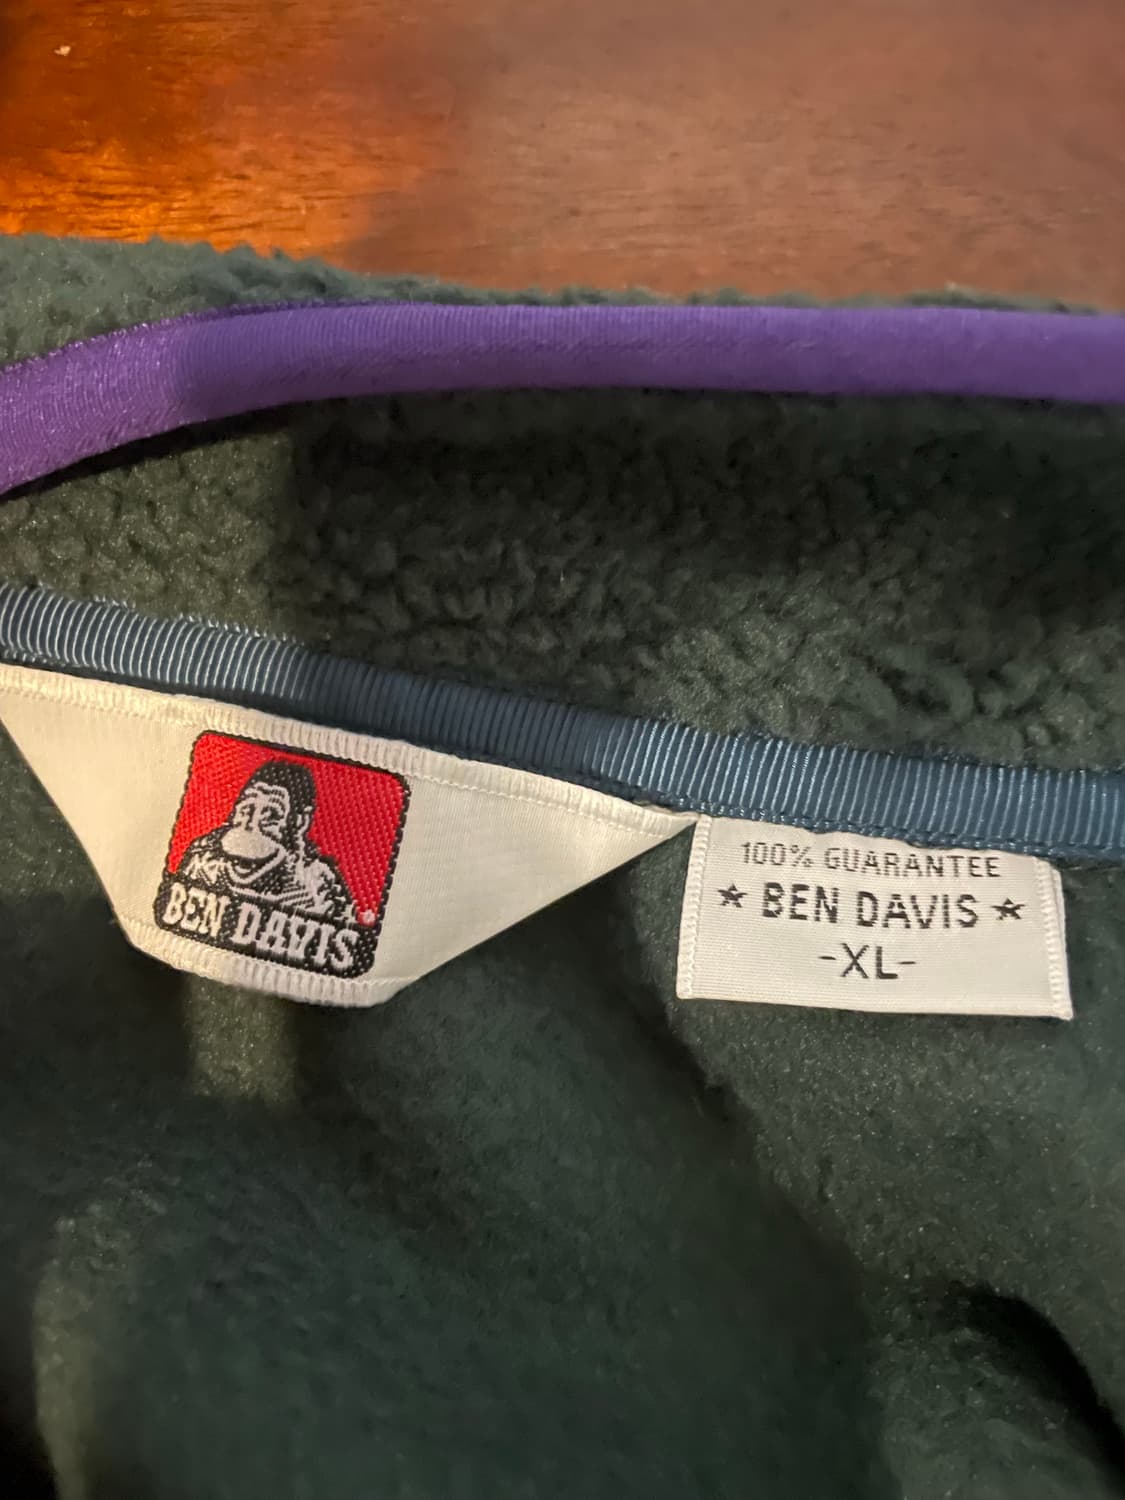 BEN DAVIS
100% GUARANTEE
★ BEN DAVIS ★
-XL-